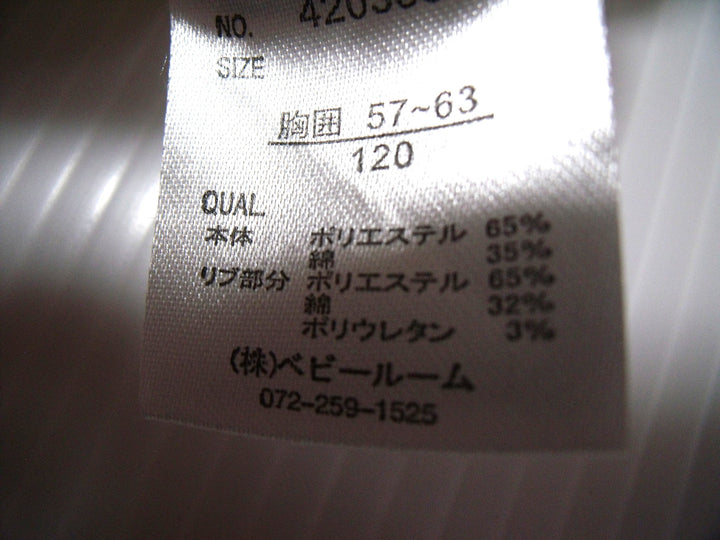 NO.
SIZE
胸囲 57~63
120
QUAL.
本体 ポリエステル 65%
綿 35%
リブ部分 ポリエステル 65%
綿 32%
ポリウレタン 3%
(株)ベビールーム
072-259-1525